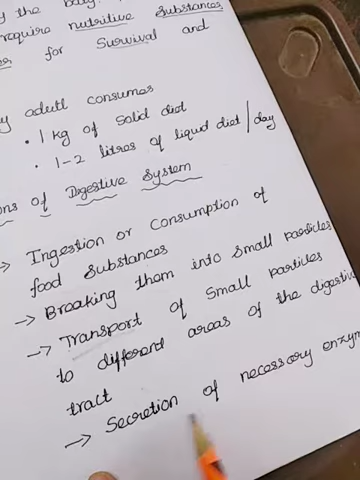 the body.
require nutritive substances
for Survival and
adutl consumes
• 1 kg of solid diet
• 1-2 litres of liquid diet/day
of Digestive System
-> Ingestion or Consumption of
food Substances
-> Breaking them into small particles
-> Transport of Small particles
to different areas of the digestive
tract
-> Secretion of necessary enzym